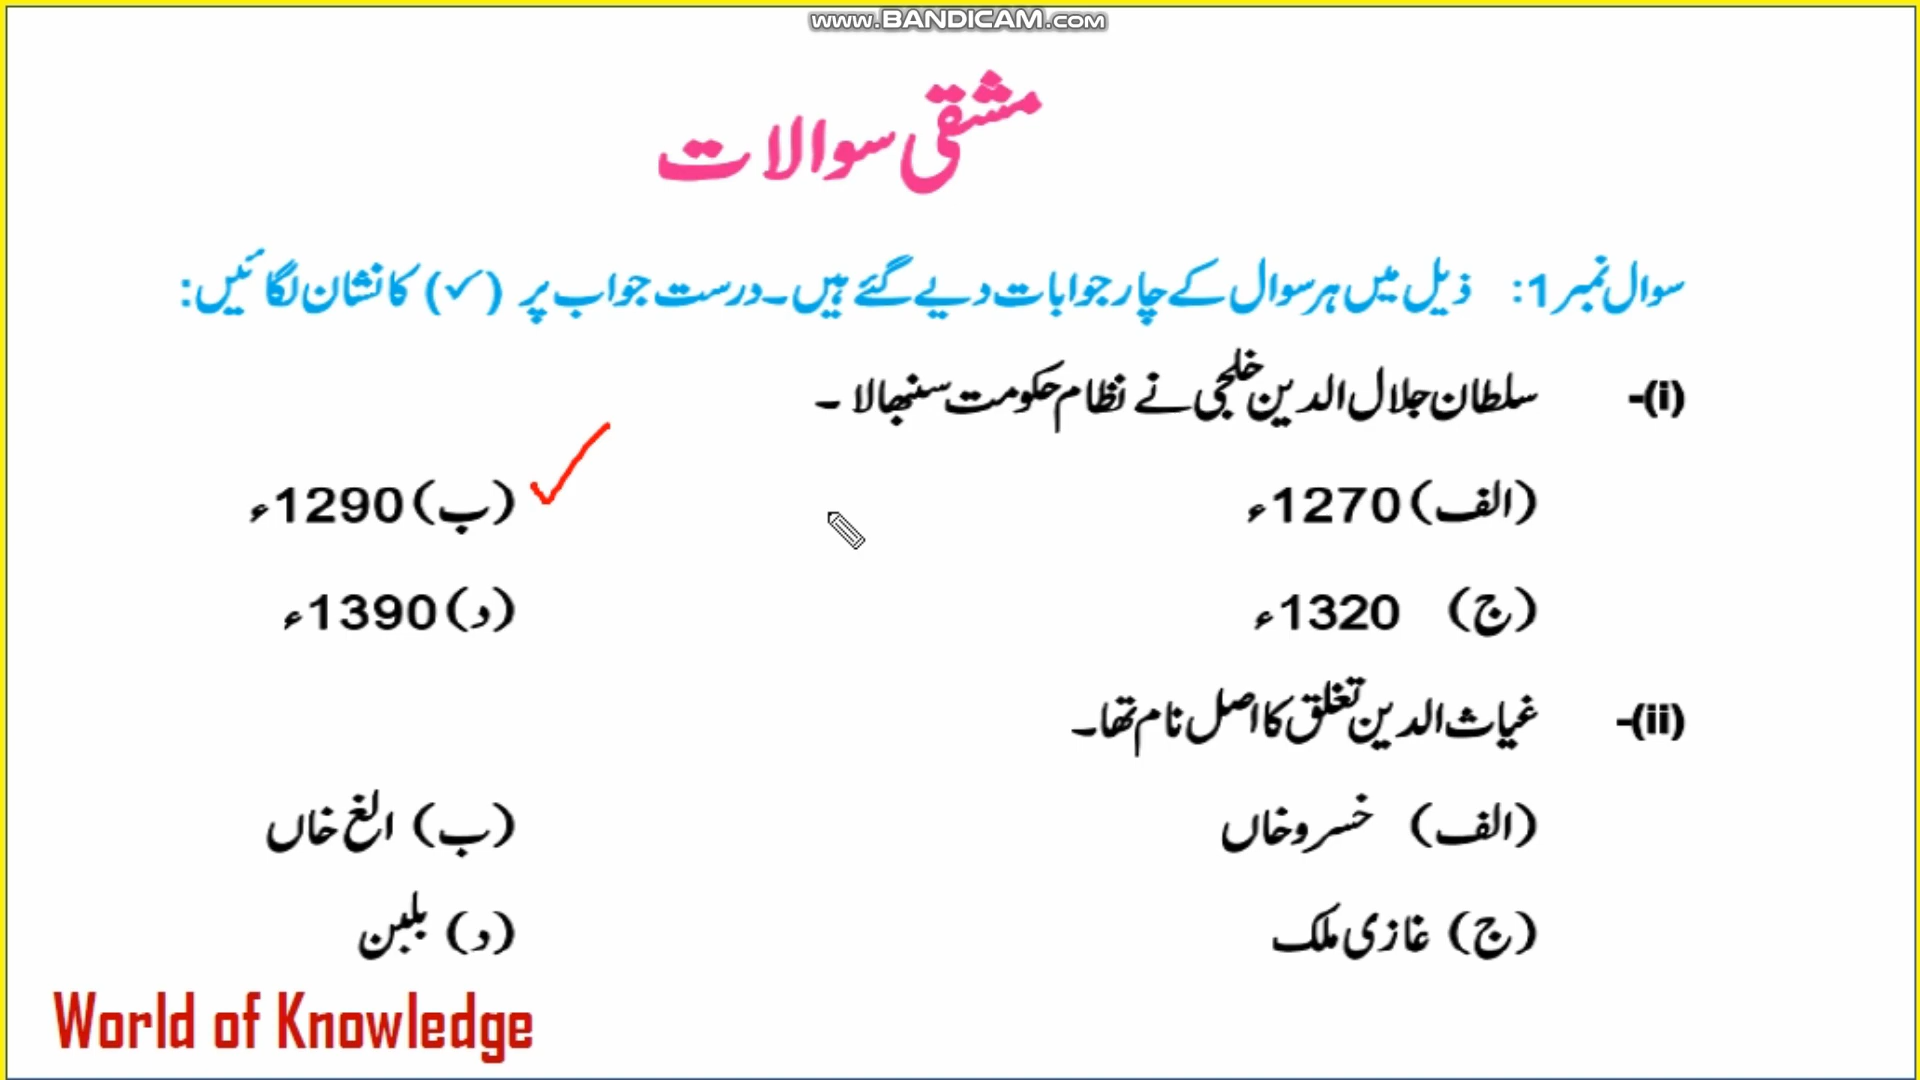 www.BANDICAM.com
مشقی سوالات
سوال نمبر 1: ذیل میں ہر سوال کے چار جوابات دیے گئے ہیں۔ درست جواب پر (✓) کا نشان لگائیں:
(i)- سلطان جلال الدین خلجی نے نظام حکومت سنبھالا ۔
(الف) 1270ء (ب) 1290ء
(ج) 1320ء (د) 1390ء
(ii)- غیاث الدین تغلق کا اصل نام تھا۔
(الف) خسرو خاں (ب) الغ خاں
(ج) غازی ملک (د) بلبن
World of Knowledge